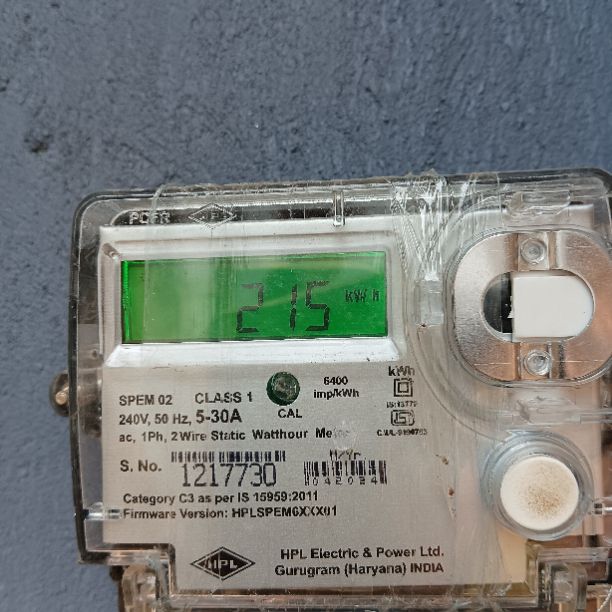 215 kWh
SPEM 02 CLASS 1
6400
imp/kWh
kWh
240V, 50 Hz, 5-30A
CAL
ac, 1Ph, 2 Wire Static Watthour
S. No.
M/Yr
1217730
042024
Category C3 as per IS 15959:2011
Firmware Version: HPLSPEM6XXX01
HPL
HPL Electric & Power Ltd.
Gurugram (Haryana) INDIA